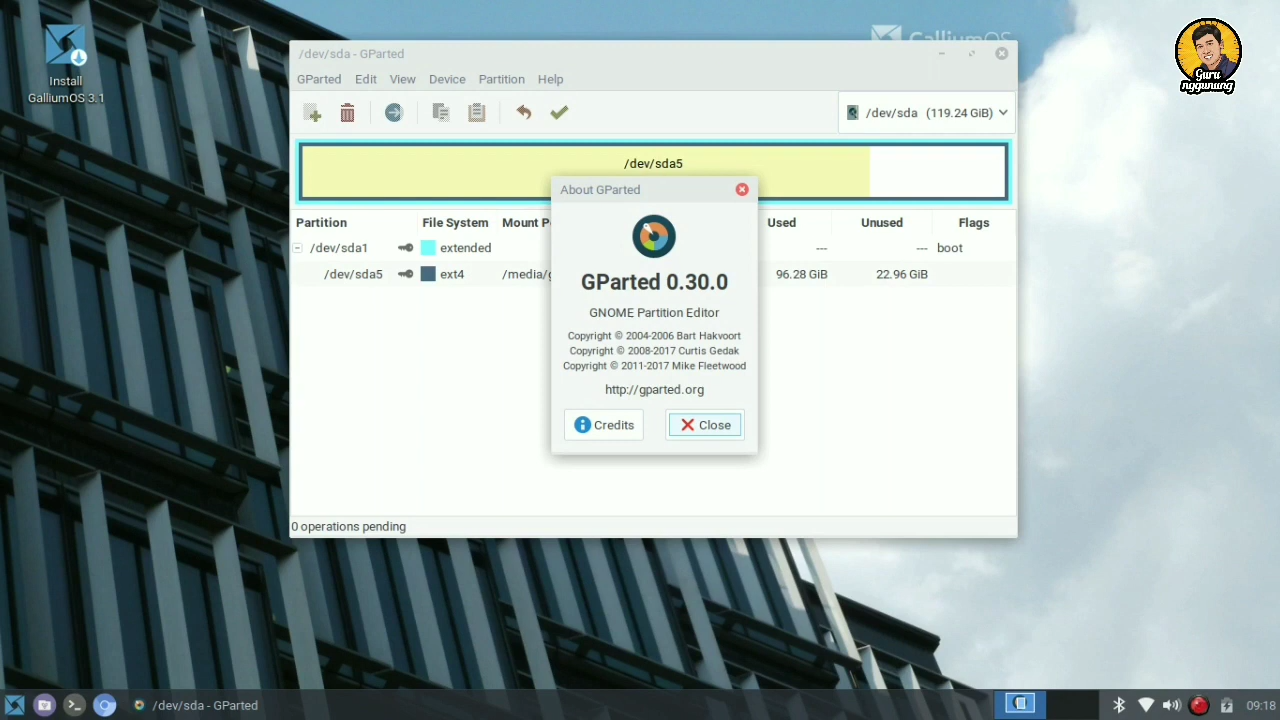 Install
GalliumOS 3.1
GalliumOS
Guru
nggunung
/dev/sda - GParted
GParted Edit View Device Partition Help
/dev/sda (119.24 GiB)
/dev/sda5
Partition File System Mount Used Unused Flags
/dev/sda1 extended --- --- boot
/dev/sda5 ext4 /media/ 96.28 GiB 22.96 GiB
About GParted
GParted 0.30.0
GNOME Partition Editor
Copyright © 2004-2006 Bart Hakvoort
Copyright © 2008-2017 Curtis Gedak
Copyright © 2011-2017 Mike Fleetwood
http://gparted.org
Credits Close
0 operations pending
/dev/sda - GParted
09:18